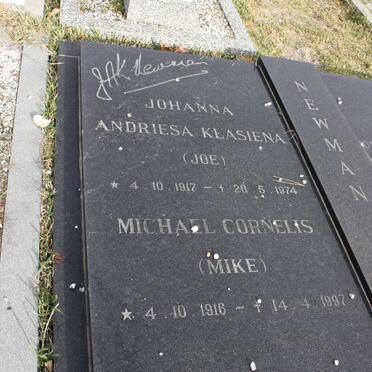 JAK Newman
JOHANNA
ANDRIESA KLASIENA
(JOE)
* 4.10.1917 – † 20.5.1974
MICHAEL CORNELIS
(MIKE)
* 4.10.1916 – † 14.4.1997
NEWMAN